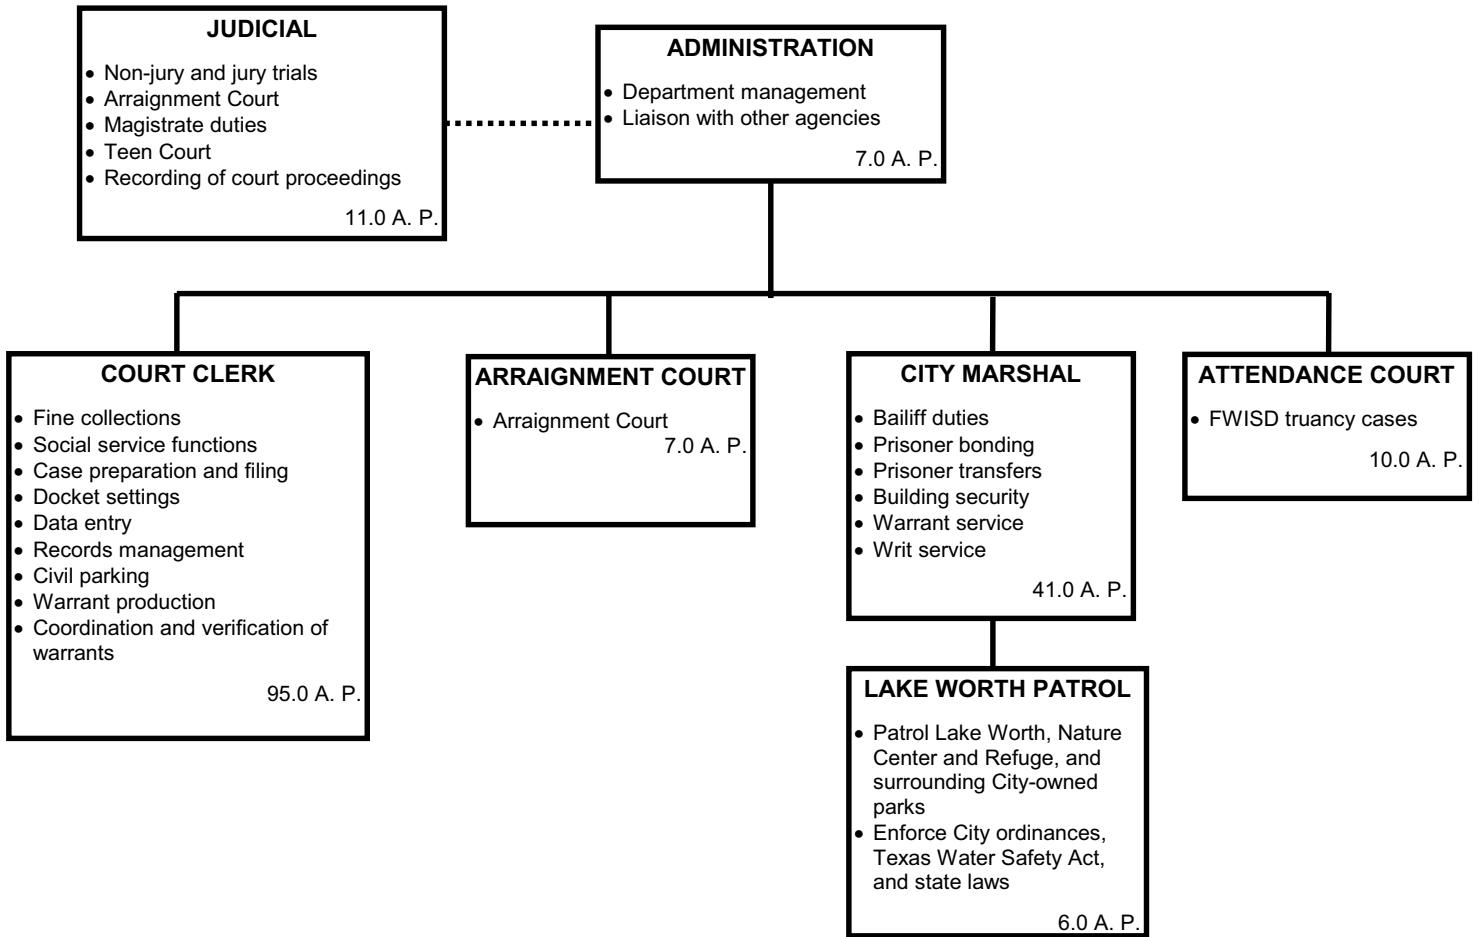 JUDICIAL
• Non-jury and jury trials
• Arraignment Court
• Magistrate duties
• Teen Court
• Recording of court proceedings
11.0 A. P.
ADMINISTRATION
• Department management
• Liaison with other agencies
7.0 A. P.
COURT CLERK
• Fine collections
• Social service functions
• Case preparation and filing
• Docket settings
• Data entry
• Records management
• Civil parking
• Warrant production
• Coordination and verification of
warrants
95.0 A. P.
ARRAIGNMENT COURT
• Arraignment Court
7.0 A. P.
CITY MARSHAL
• Bailiff duties
• Prisoner bonding
• Prisoner transfers
• Building security
• Warrant service
• Writ service
41.0 A. P.
ATTENDANCE COURT
• FWISD truancy cases
10.0 A. P.
LAKE WORTH PATROL
• Patrol Lake Worth, Nature
Center and Refuge, and
surrounding City-owned
parks
• Enforce City ordinances,
Texas Water Safety Act,
and state laws
6.0 A. P.